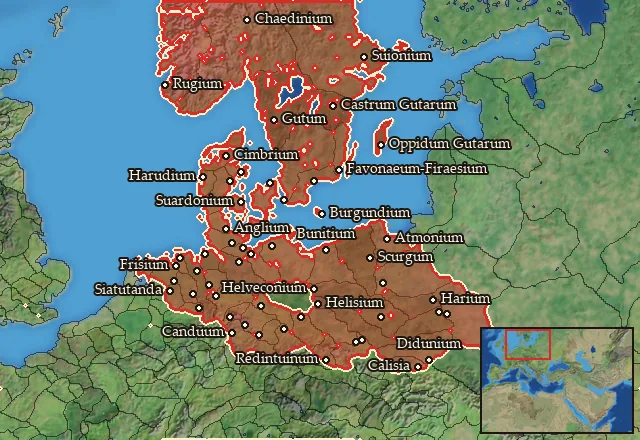 Chaedinium
Suionium
Rugium
Castrum Gutarum
Gutum
Oppidum Gutarum
Cimbrium
Favonaeum-Firaesium
Harudium
Suardonium
Burgundium
Anglium
Bunitium
Atmonium
Scurgum
Frisium
Siatutanda
Helveconium
Harium
Helisium
Canduum
Didunium
Redintuinum
Calisia